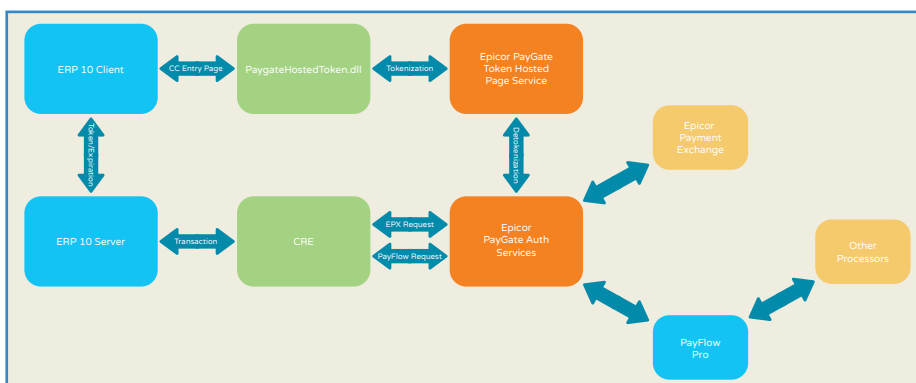 ERP 10 Client
CC Entry Page
PaygateHostedToken.dll
Tokenization
Epicor PayGate
Token Hosted
Page Service
Token/Expiration
Detokenization
Epicor
Payment
Exchange
ERP 10 Server
Transaction
CRE
EPX Request
PayFlow Request
Epicor
PayGate Auth
Services
Other
Processors
PayFlow
Pro